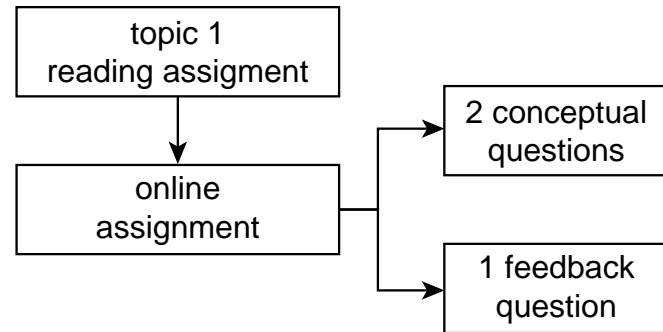 topic 1
reading assigment
online
assignment
2 conceptual
questions
1 feedback
question